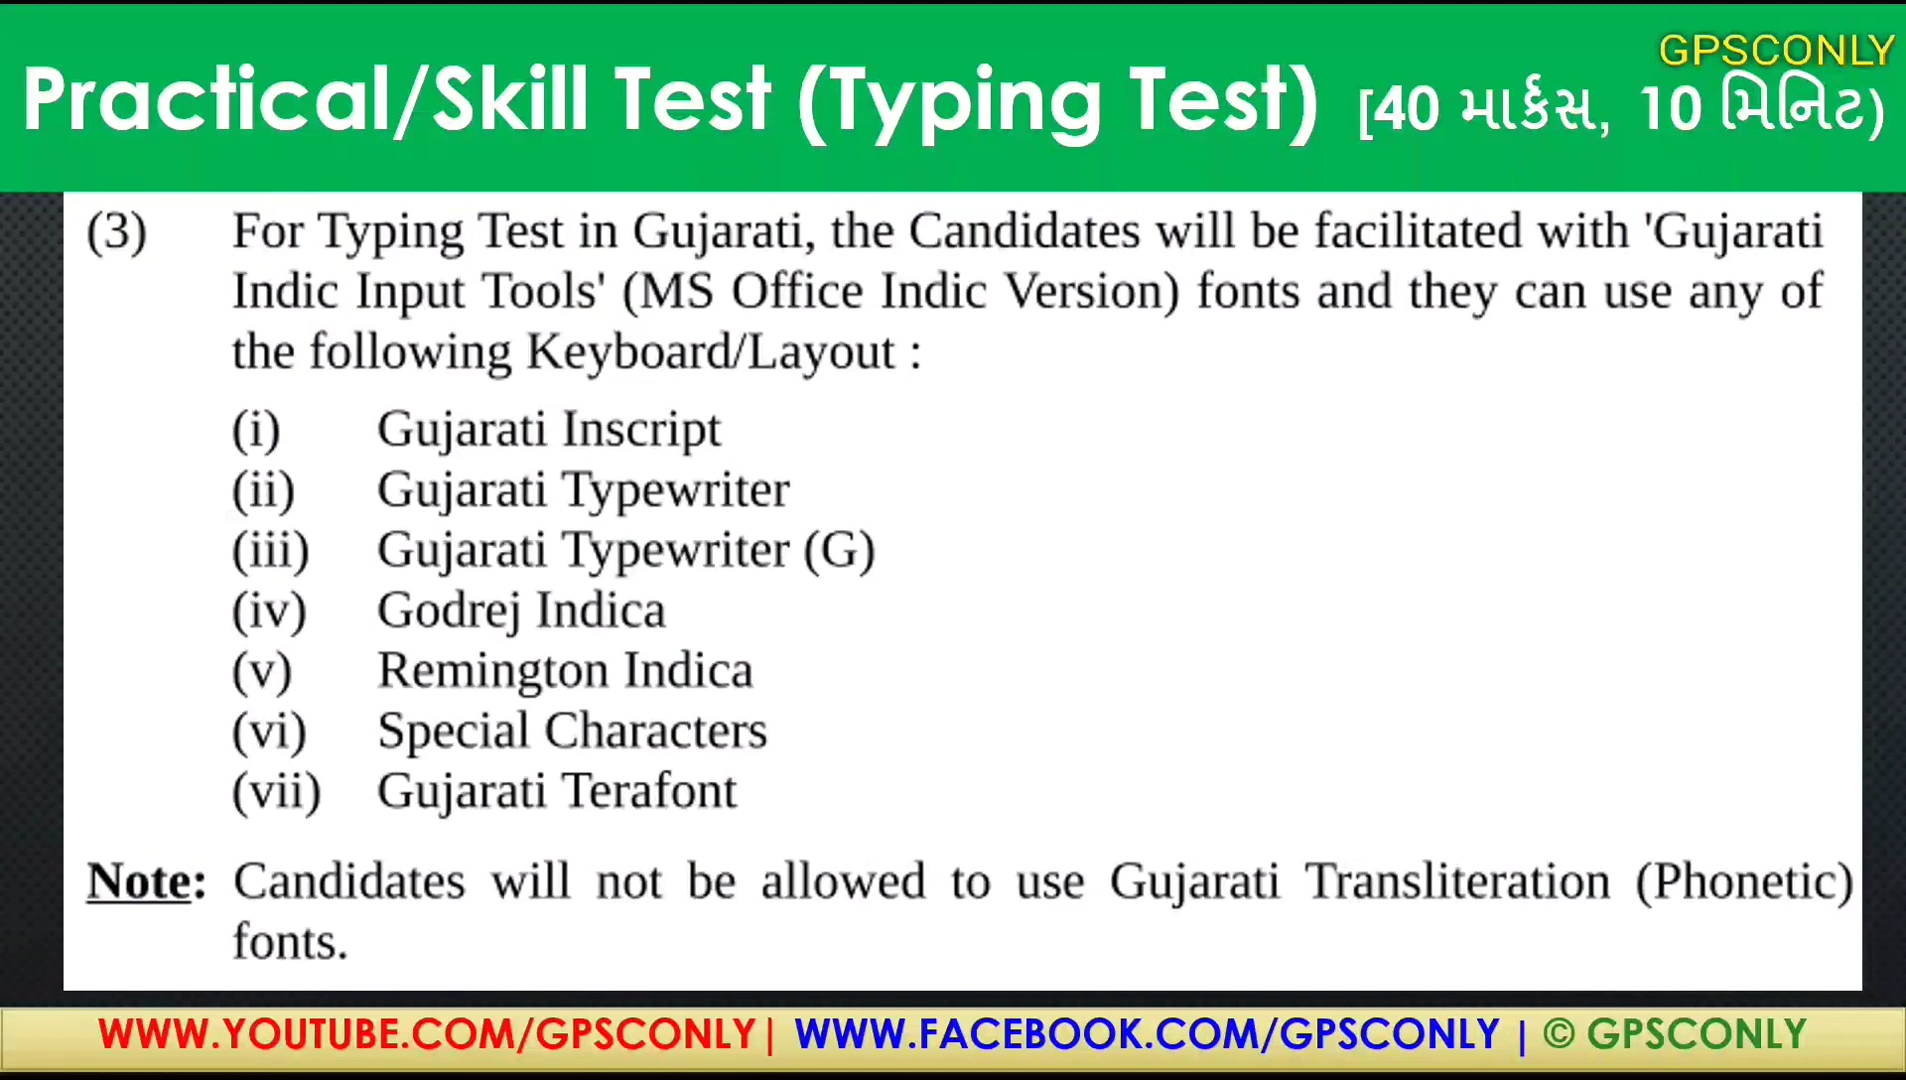 GPSCONLY
Practical/Skill Test (Typing Test) [40 માર્કસ, 10 મિનિટ)
(3) For Typing Test in Gujarati, the Candidates will be facilitated with 'Gujarati
Indic Input Tools' (MS Office Indic Version) fonts and they can use any of
the following Keyboard/Layout :
(i) Gujarati Inscript
(ii) Gujarati Typewriter
(iii) Gujarati Typewriter (G)
(iv) Godrej Indica
(v) Remington Indica
(vi) Special Characters
(vii) Gujarati Terafont
Note: Candidates will not be allowed to use Gujarati Transliteration (Phonetic)
fonts.
WWW.YOUTUBE.COM/GPSCONLY| WWW.FACEBOOK.COM/GPSCONLY | © GPSCONLY